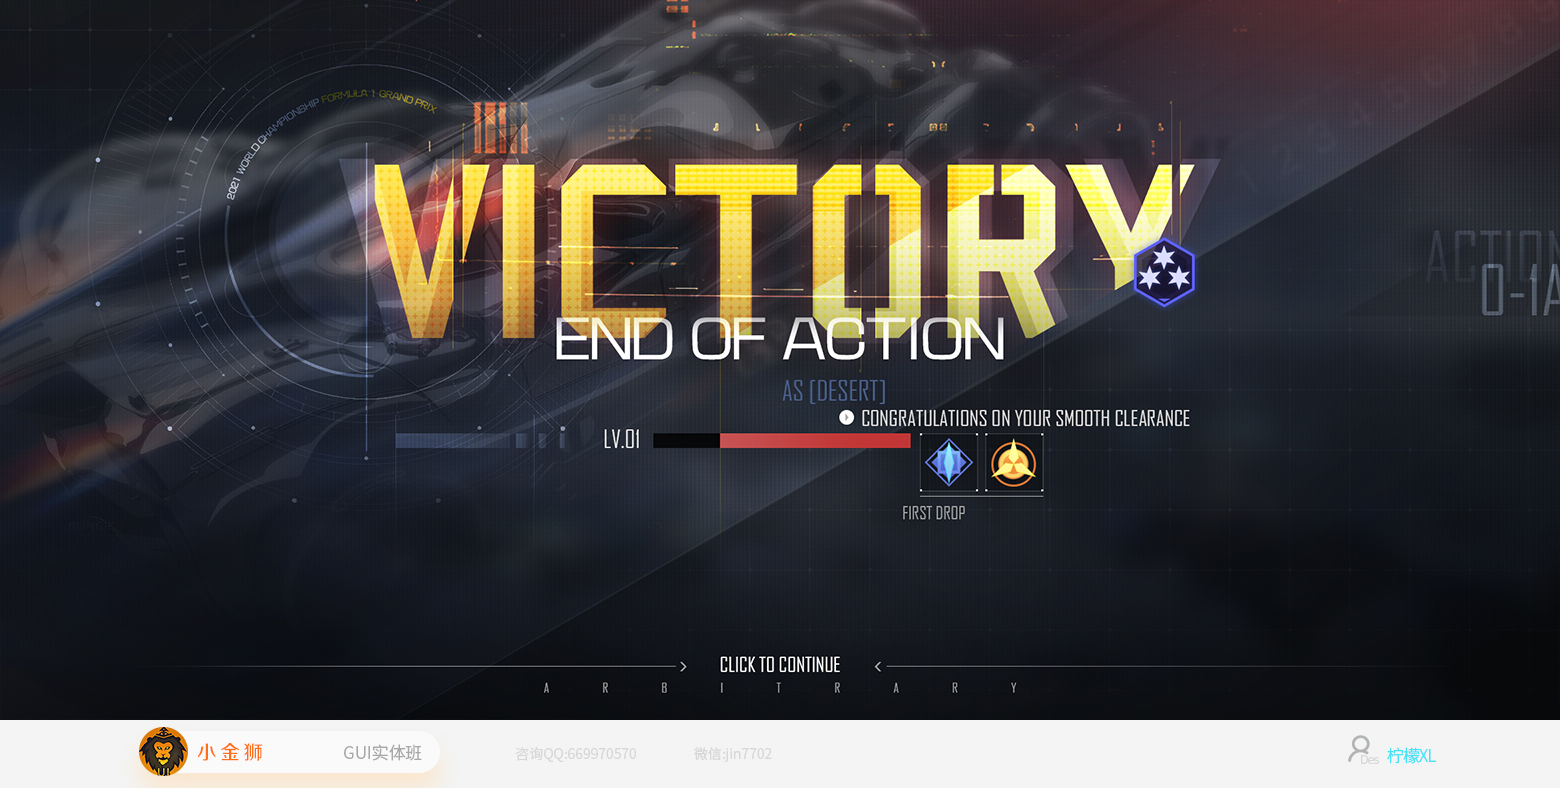 2021 WORLD CHAMPIONSHIP FORMULA 1 GRAND PRIX
VICTORY
ACTION
0-1A
END OF ACTION
AS [DESERT]
CONGRATULATIONS ON YOUR SMOOTH CLEARANCE
LV.01
FIRST DROP
CLICK TO CONTINUE
A R B I T R A R Y
小金狮
GUI实体班
咨询QQ:669970570
微信:jin7702
Des
柠檬XL